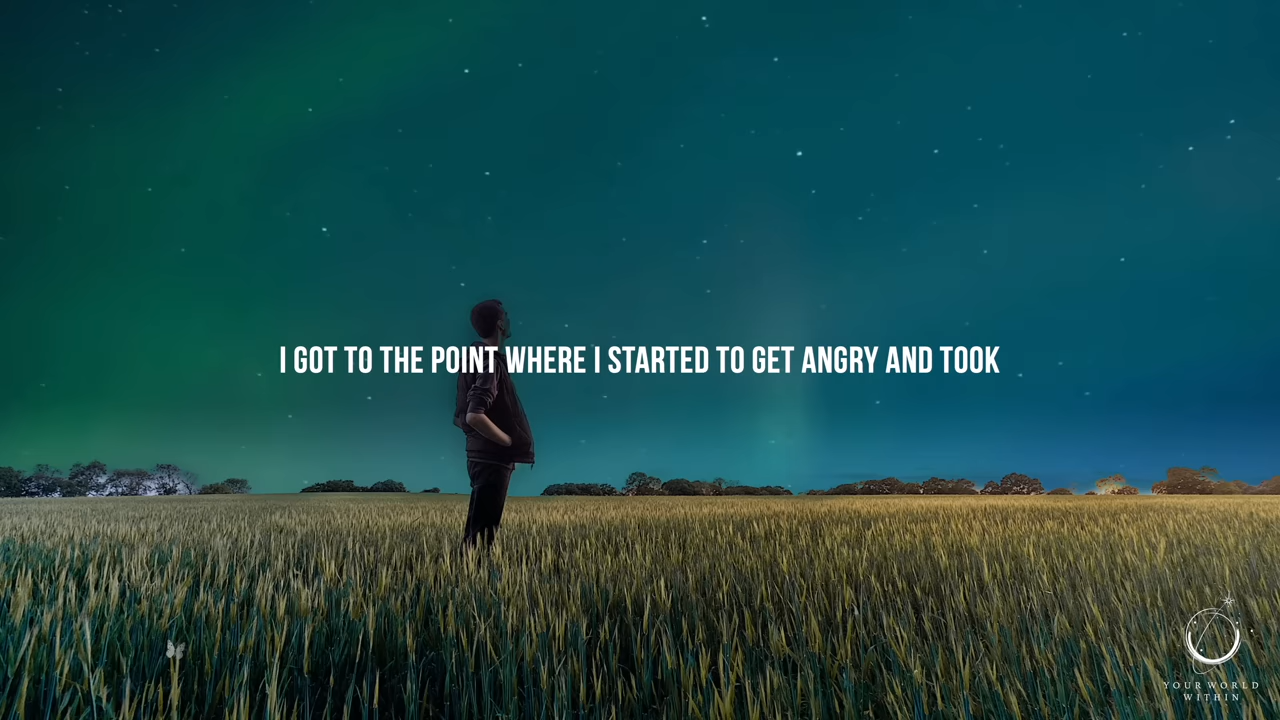 I GOT TO THE POINT WHERE I STARTED TO GET ANGRY AND TOOK
YOUR WORLD
WITHIN